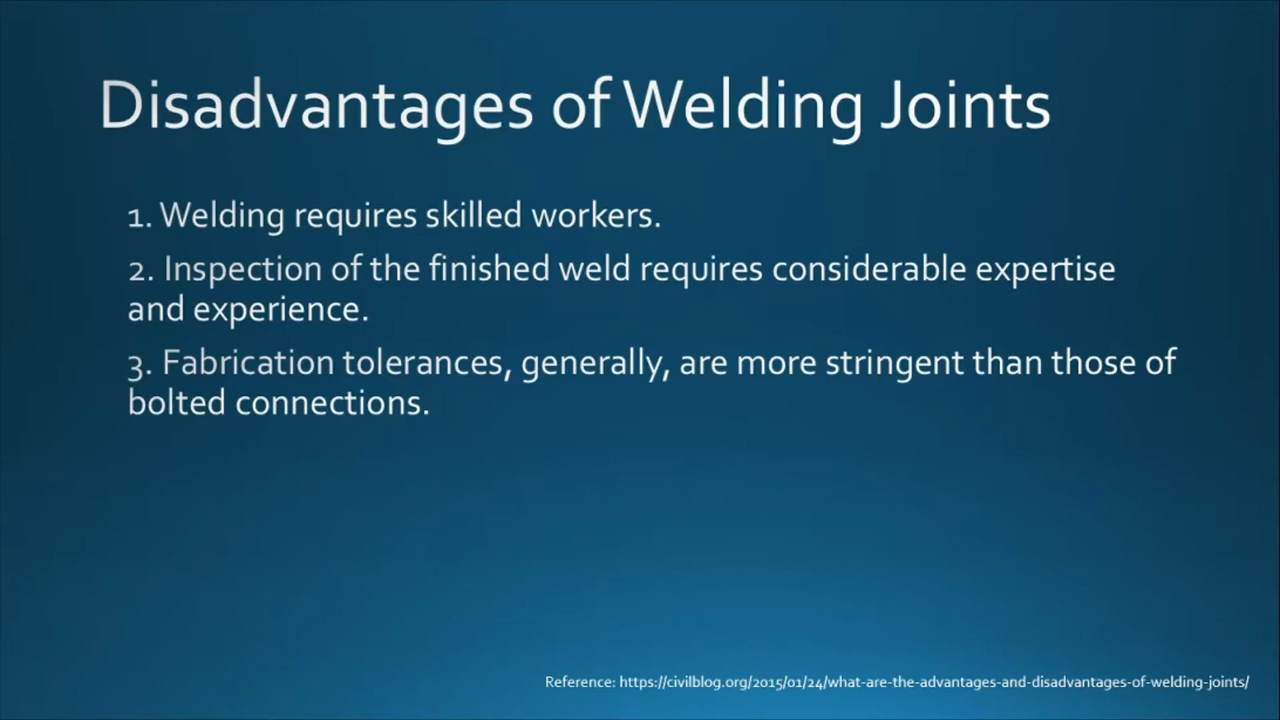 Disadvantages of Welding Joints
1. Welding requires skilled workers.
2. Inspection of the finished weld requires considerable expertise
and experience.
3. Fabrication tolerances, generally, are more stringent than those of
bolted connections.
Reference: https://civilblog.org/2015/01/24/what-are-the-advantages-and-disadvantages-of-welding-joints/